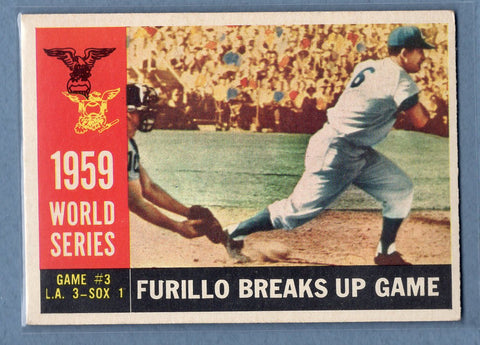 1959
WORLD
SERIES
GAME #3
L.A. 3-SOX 1
FURILLO BREAKS UP GAME
6